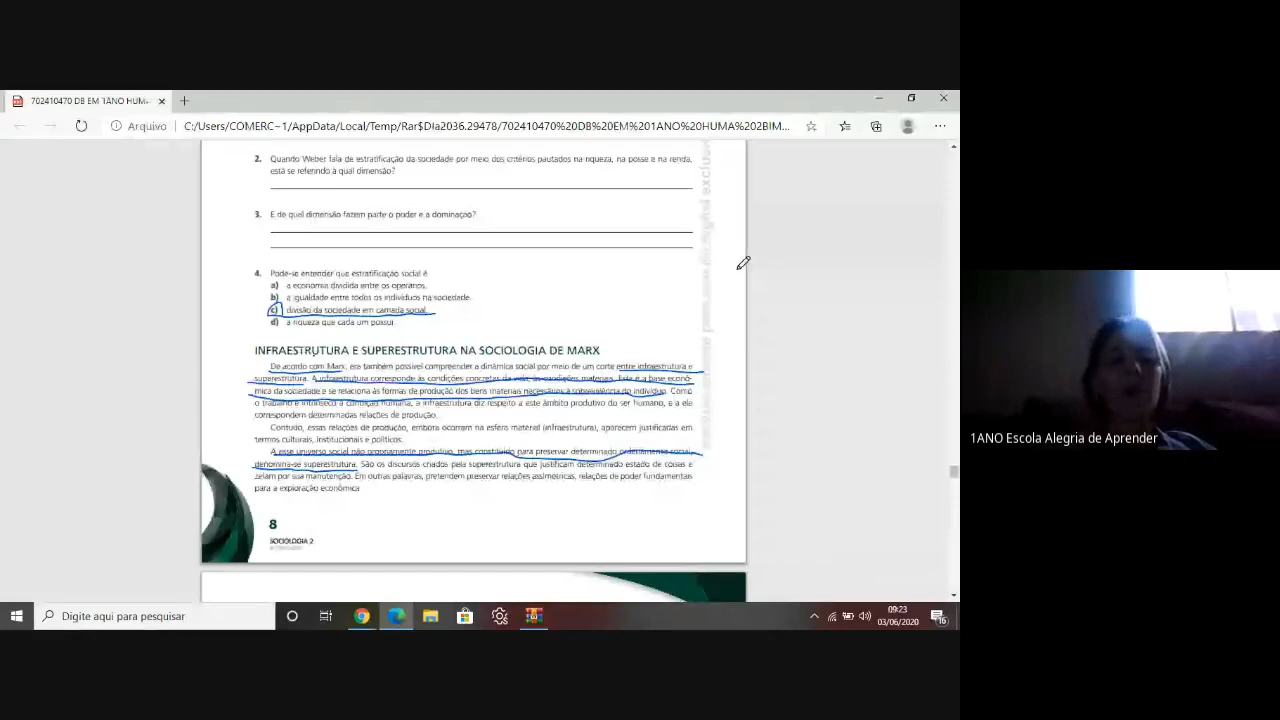 702410470 DB EM 1ANO HUM
Arquivo
C:/Users/COMERC~1/AppData/Local/Temp/Rar$DIa2036.29478/702410470%20DB%20EM%201ANO%20HUMA%202BIM...
2. Quando Weber fala de estratificação da sociedade por meio dos critérios pautados na riqueza, na posse e na renda,
está se referindo à qual dimensão?
3. E de qual dimensão fazem parte o poder e a dominação?
4. Pode-se entender que estratificação social é
a) a economia dividida entre os operários.
b) a igualdade entre todos os indivíduos na sociedade.
c) divisão da sociedade em camada social.
d) a riqueza que cada um possui
INFRAESTRUTURA E SUPERESTRUTURA NA SOCIOLOGIA DE MARX
De acordo com Marx, era também possível compreender a dinâmica social por meio de um corte entre infraestrutura e
superestrutura. A infraestrutura corresponde às condições concretas da vida, às condições materiais. Esta é a base econô-
mica da sociedade e se relaciona às formas de produção dos bens materiais necessários à sobrevivência do indivíduo. Como
o trabalho é intrínseco à condição humana, a infraestrutura diz respeito a este âmbito produtivo do ser humano, e a ele
correspondem determinadas relações de produção.
Contudo, essas relações de produção, embora ocorram na esfera material (infraestrutura), aparecem justificadas em
termos culturais, institucionais e políticos.
A esse universo social não propriamente produtivo, mas constituído para preservar determinado ordenamento social,
denomina-se superestrutura. São os discursos criados pela superestrutura que justificam determinado estado de coisas e
zelam por sua manutenção. Em outras palavras, pretendem preservar relações assimétricas, relações de poder fundamentais
para a exploração econômica
8
SOCIOLOGIA 2
1ANO Escola Alegria de Aprender
Digite aqui para pesquisar
09:23
03/06/2020
16